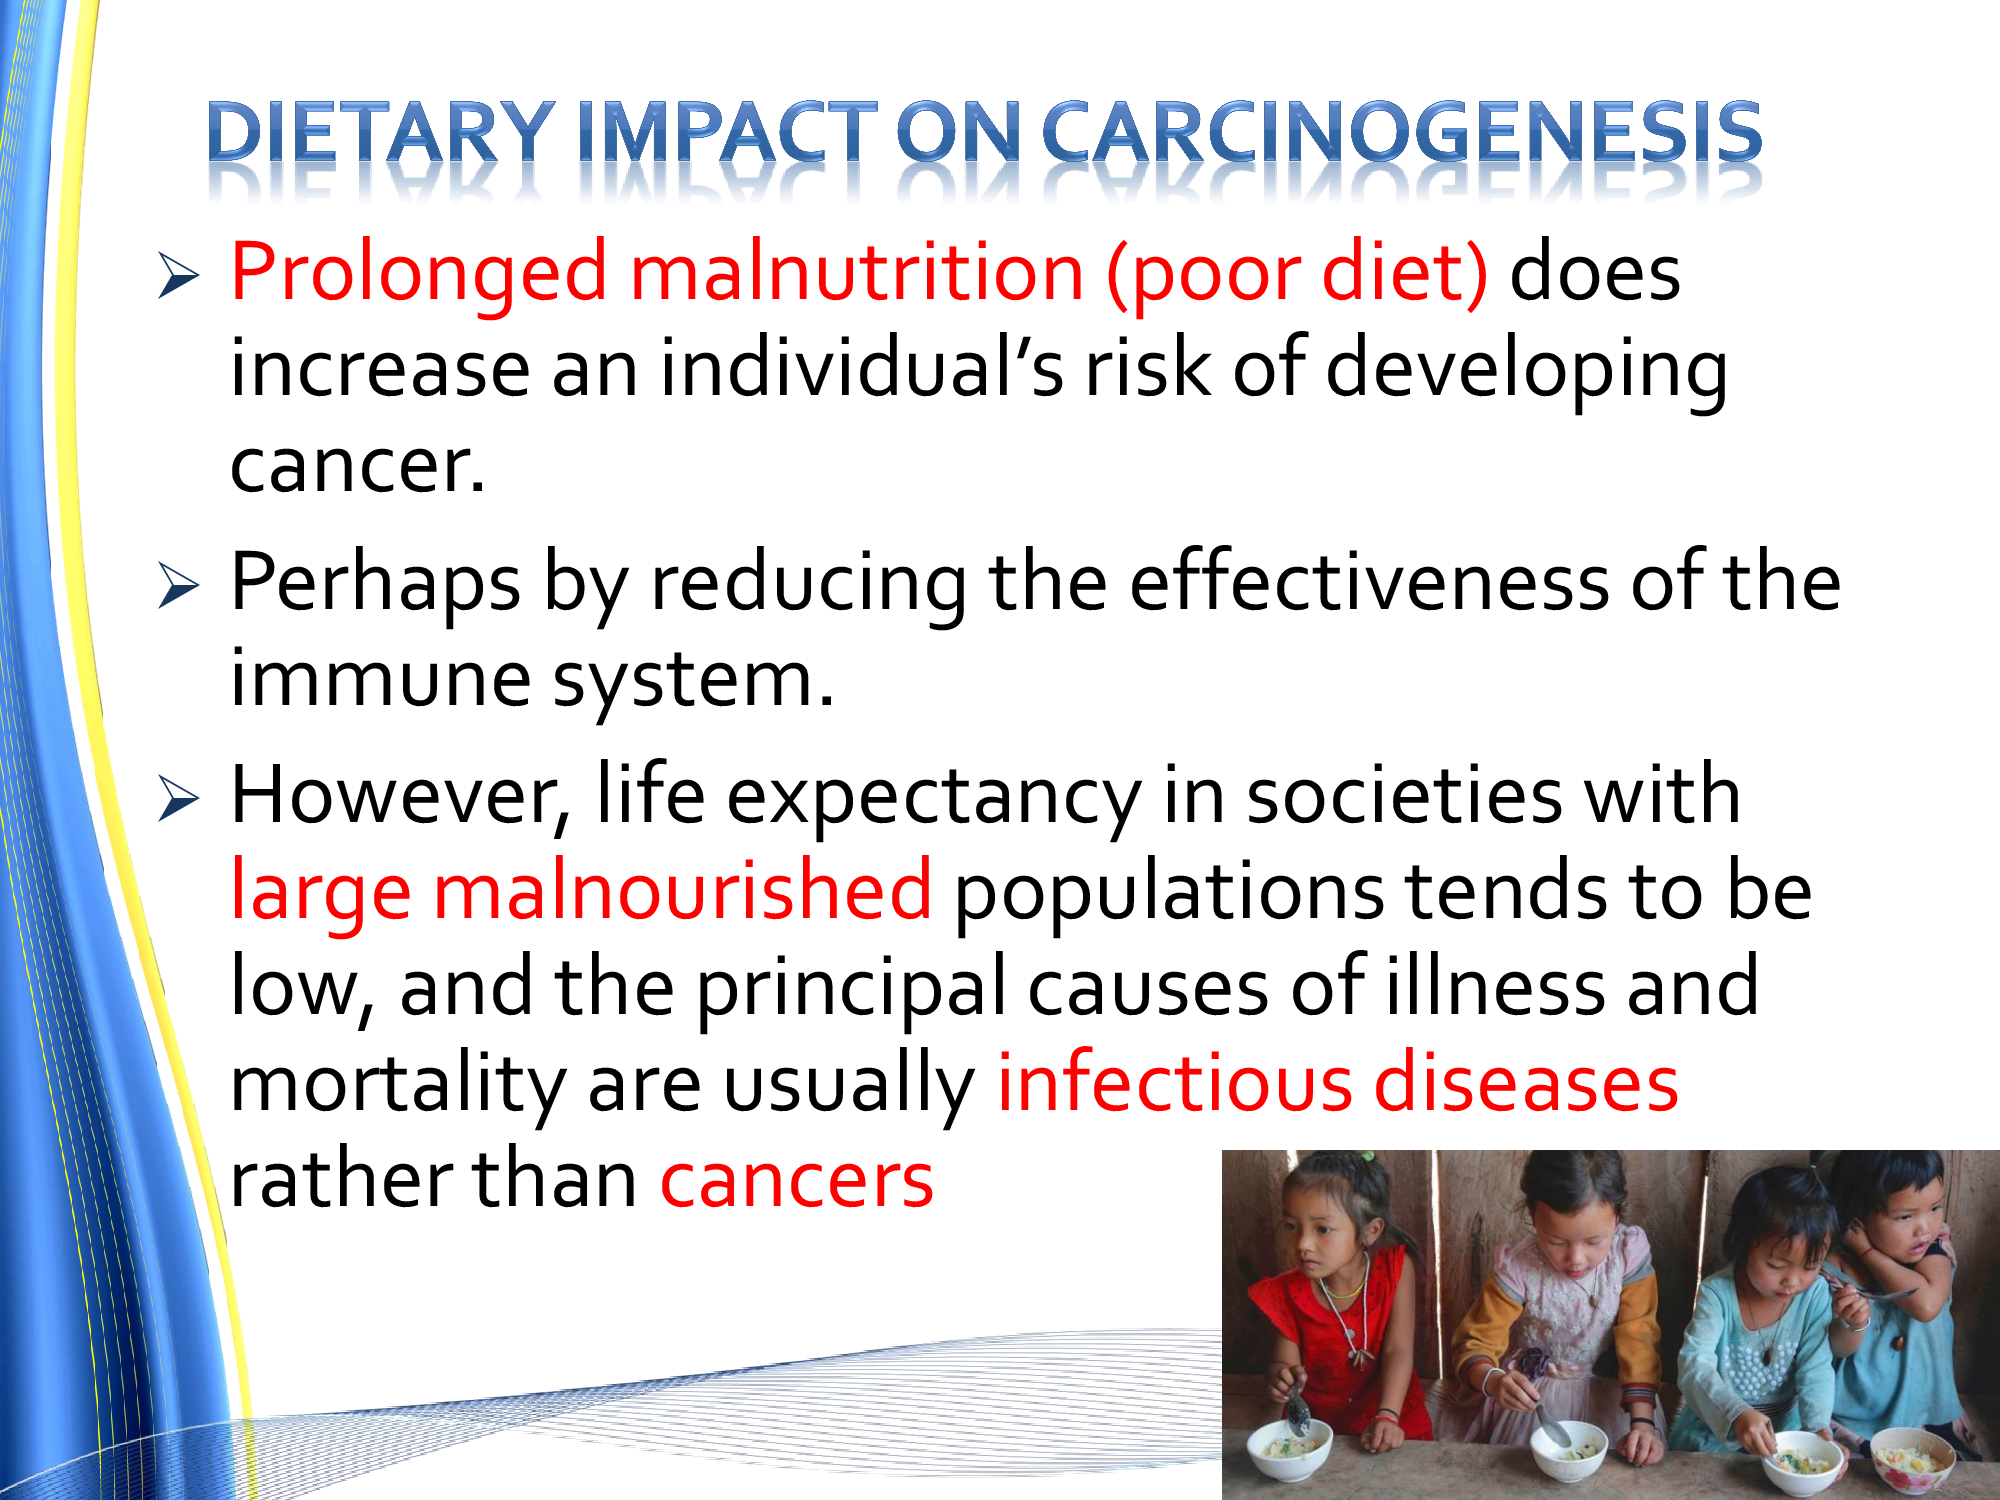 DIETARY IMPACT ON CARCINOGENESIS
➢ Prolonged malnutrition (poor diet) does
increase an individual’s risk of developing
cancer.
➢ Perhaps by reducing the effectiveness of the
immune system.
➢ However, life expectancy in societies with
large malnourished populations tends to be
low, and the principal causes of illness and
mortality are usually infectious diseases
rather than cancers